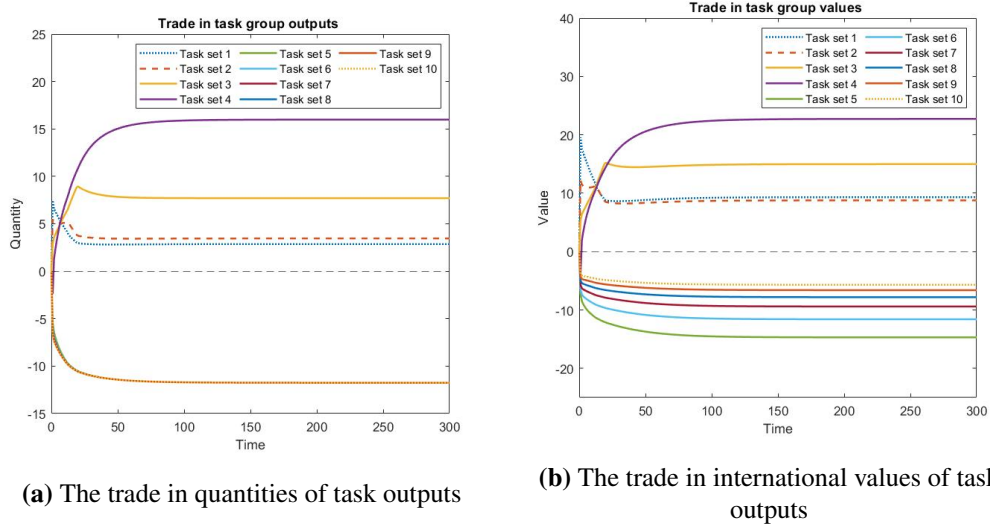 Trade in task group outputs
25
20
15
10
5
0
-5
-10
-15
Quantity
Task set 1
Task set 2
Task set 3
Task set 4
Task set 5
Task set 6
Task set 7
Task set 8
Task set 9
Task set 10
0
50
100
150
200
250
300
Time
(a) The trade in quantities of task outputs
Trade in task group values
40
30
20
10
0
-10
-20
Value
Task set 1
Task set 2
Task set 3
Task set 4
Task set 5
Task set 6
Task set 7
Task set 8
Task set 9
Task set 10
0
50
100
150
200
250
300
Time
(b) The trade in international values of task
outputs